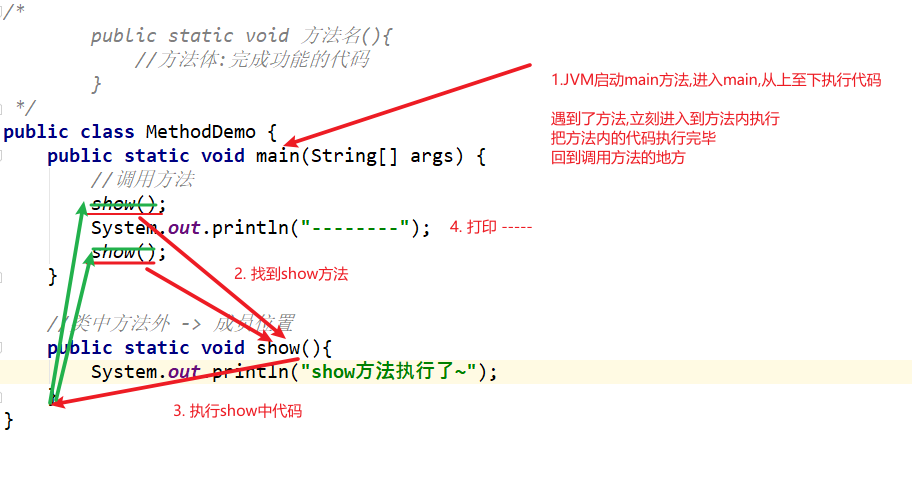 /*
public static void 方法名(){
//方法体:完成功能的代码
}
*/
public class MethodDemo {
public static void main(String[] args) {
//调用方法
show();
System.out.println("--------");
show();
}
//类中方法外 -> 成员位置
public static void show(){
System.out.println("show方法执行了~");
}
}
1.JVM启动main方法,进入main,从上至下执行代码
遇到了方法,立刻进入到方法内执行
把方法内的代码执行完毕
回到调用方法的地方
4. 打印 -----
2. 找到show方法
3. 执行show中代码